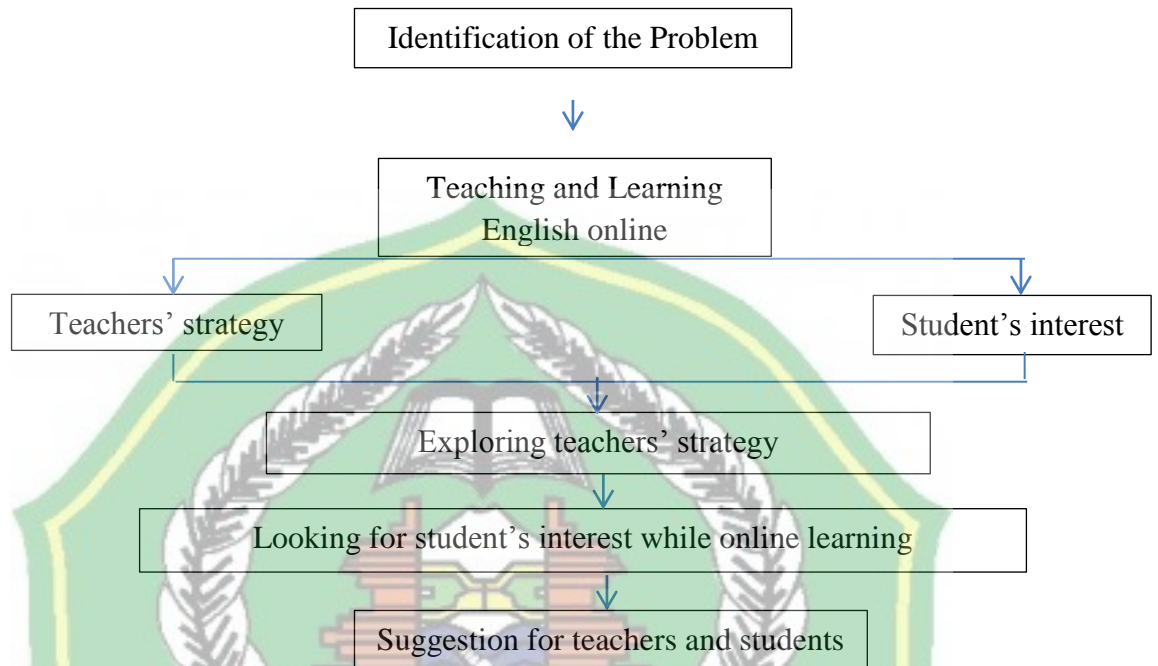 Identification of the Problem
Teaching and Learning
English online
Teachers’ strategy
Student’s interest
Exploring teachers’ strategy
Looking for student’s interest while online learning
Suggestion for teachers and students